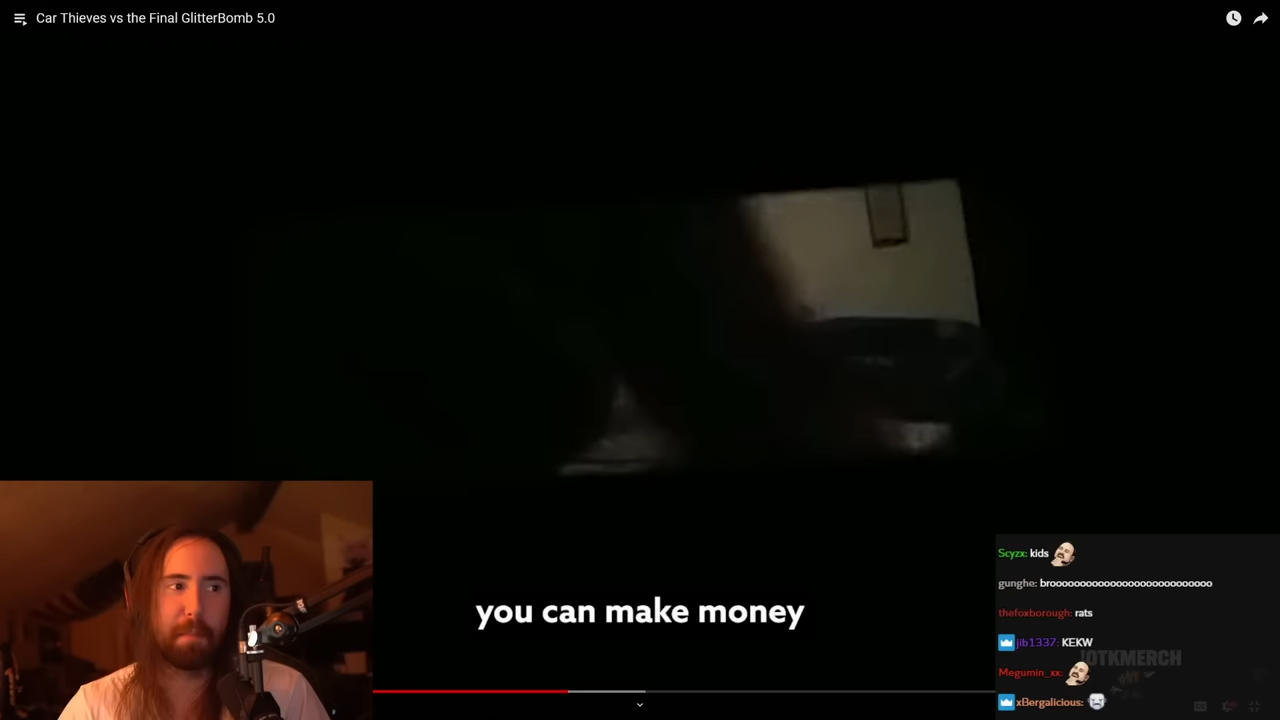 Car Thieves vs the Final GlitterBomb 5.0
you can make money
Scyzx: kids
gunghe: broooooooooooooooooooooooooooo
thefoxborough: rats
jib1337: KEKW
OTKMERCH
Megumin_xx:
xBergalicious: